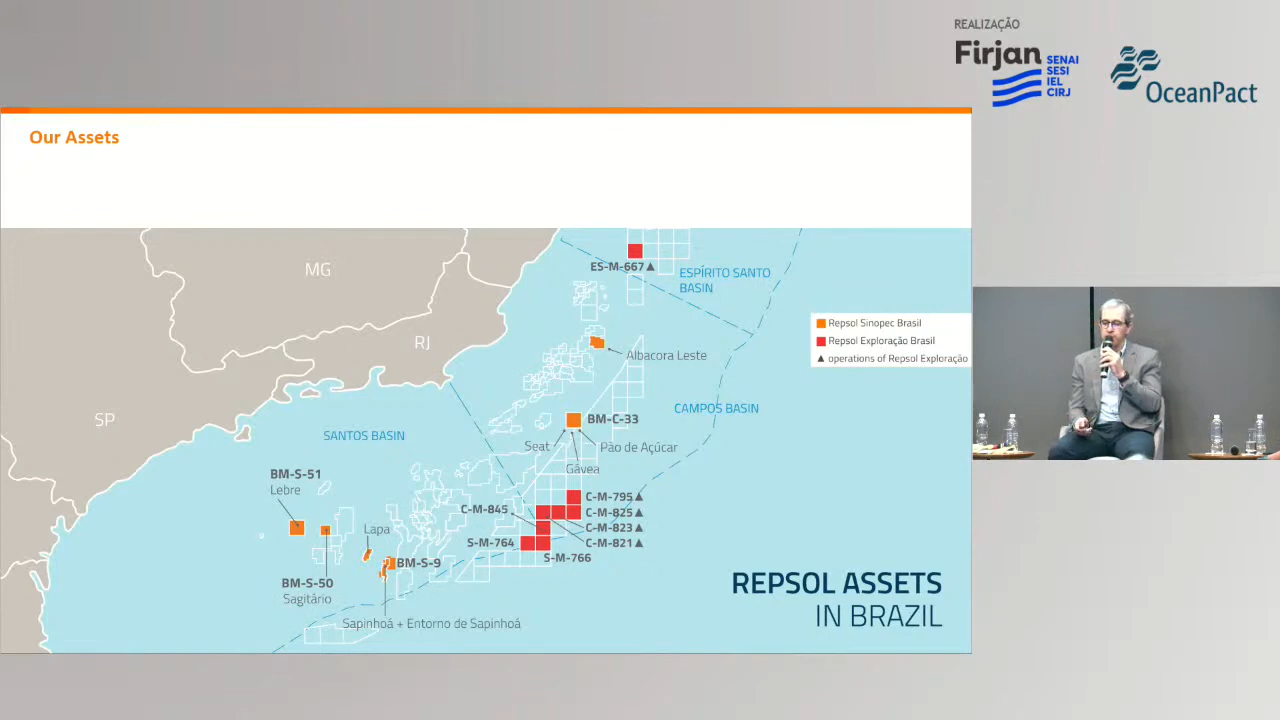 REALIZAÇÃO
Firjan
SENAI
SESI
IEL
CIRJ
OceanPact
Our Assets
MG
ES-M-667▲
ESPÍRITO SANTO
BASIN
Repsol Sinopec Brasil
Repsol Exploração Brasil
▲ operations of Repsol Exploração
RJ
Albacora Leste
SP
CAMPOS BASIN
BM-C-33
SANTOS BASIN
Seat
Pão de Açúcar
Gávea
BM-S-51
Lebre
C-M-795▲
C-M-845
C-M-825▲
C-M-823▲
Lapa
S-M-764
C-M-821▲
S-M-766
BM-S-9
BM-S-50
Sagitário
Sapinhoá + Entorno de Sapinhoá
REPSOL ASSETS
IN BRAZIL